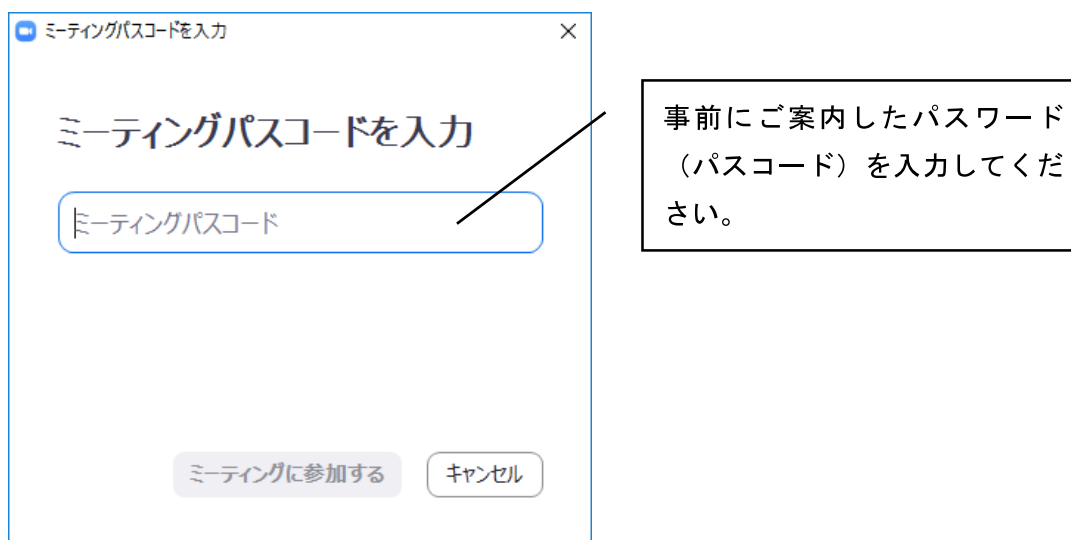 ミーティングパスコードを入力
ミーティングパスコードを入力
ミーティングパスコード
ミーティングに参加する
キャンセル
事前にご案内したパスワード
（パスコード）を入力してくだ
さい。